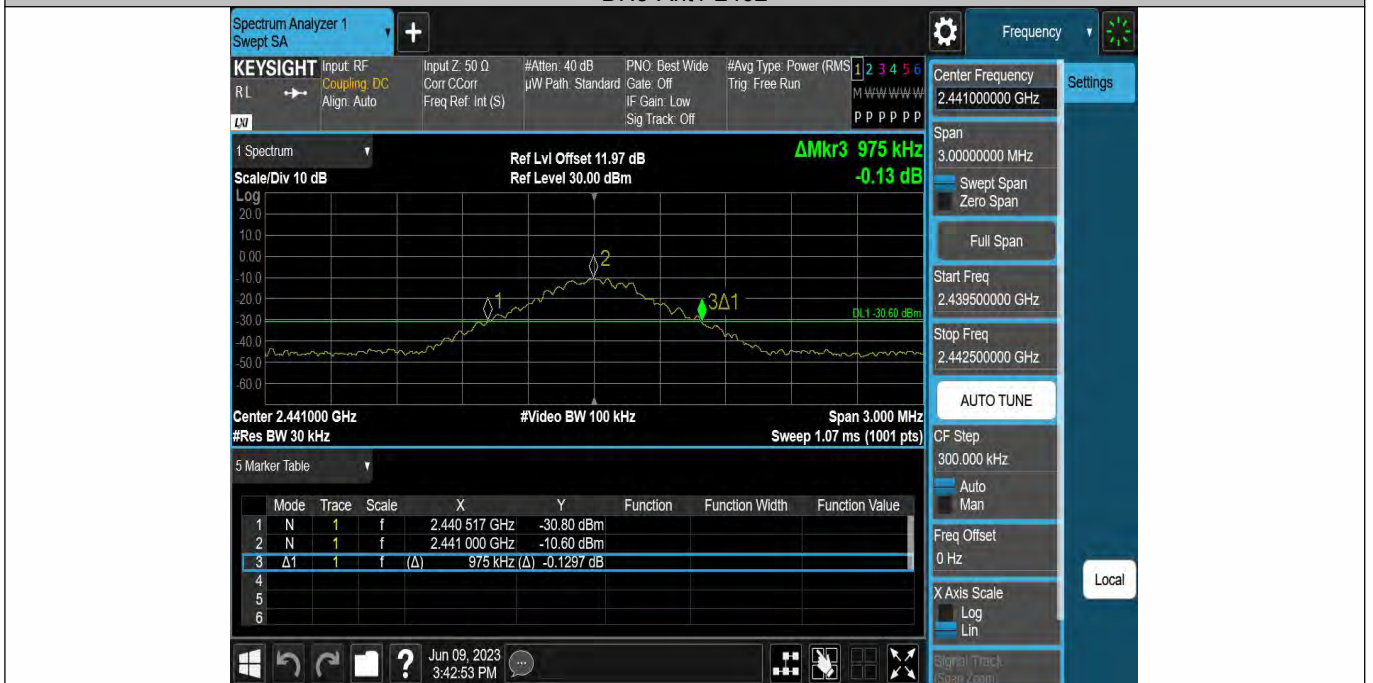 Spectrum Analyzer 1
Swept SA
+
Frequency
KEYSIGHT
RL
LXI
Input: RF
Coupling: DC
Align: Auto
Input Z: 50 Ω
Corr CCorr
Freq Ref: Int (S)
#Atten: 40 dB
µW Path: Standard
PNO: Best Wide
Gate: Off
IF Gain: Low
Sig Track: Off
#Avg Type: Power (RMS
Trig: Free Run
1 2 3 4 5 6
M W W W W W
P P P P P P
1 Spectrum
Scale/Div 10 dB
Ref Lvl Offset 11.97 dB
Ref Level 30.00 dBm
ΔMkr3 975 kHz
-0.13 dB
Log
20.0
10.0
0.00
-10.0
-20.0
-30.0
-40.0
-50.0
-60.0
1
2
3Δ1
DL1 -30.60 dBm
Center 2.441000 GHz
#Video BW 100 kHz
Span 3.000 MHz
#Res BW 30 kHz
Sweep 1.07 ms (1001 pts)
5 Marker Table
Mode Trace Scale X Y Function Function Width Function Value
1 N 1 f 2.440 517 GHz -30.80 dBm
2 N 1 f 2.441 000 GHz -10.60 dBm
3 Δ1 1 f (Δ) 975 kHz (Δ) -0.1297 dB
4
5
6
Jun 09, 2023
3:42:53 PM
Center Frequency
2.441000000 GHz
Settings
Span
3.00000000 MHz
Swept Span
Zero Span
Full Span
Start Freq
2.439500000 GHz
Stop Freq
2.442500000 GHz
AUTO TUNE
CF Step
300.000 kHz
Auto
Man
Freq Offset
0 Hz
X Axis Scale
Log
Lin
Local
Signal Track
(Span Zoom)